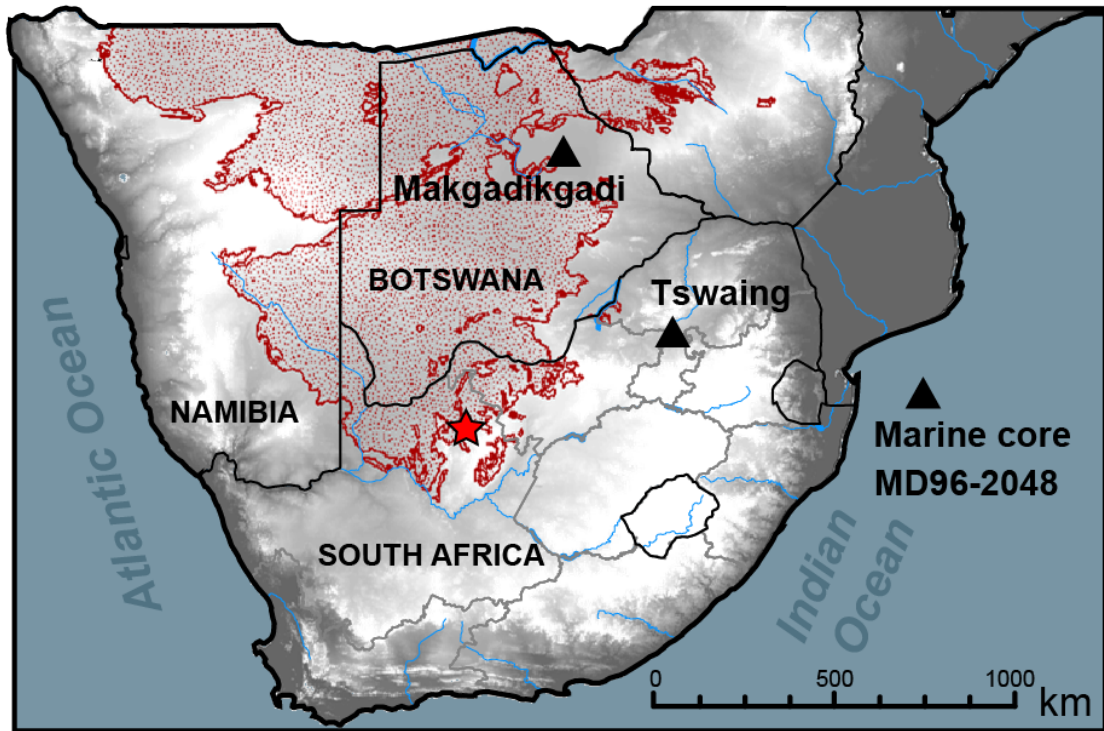 Makgadikgadi
BOTSWANA
Tswaing
NAMIBIA
Marine core
MD96-2048
SOUTH AFRICA
Atlantic Ocean
Indian
Ocean
0 500 1000
km